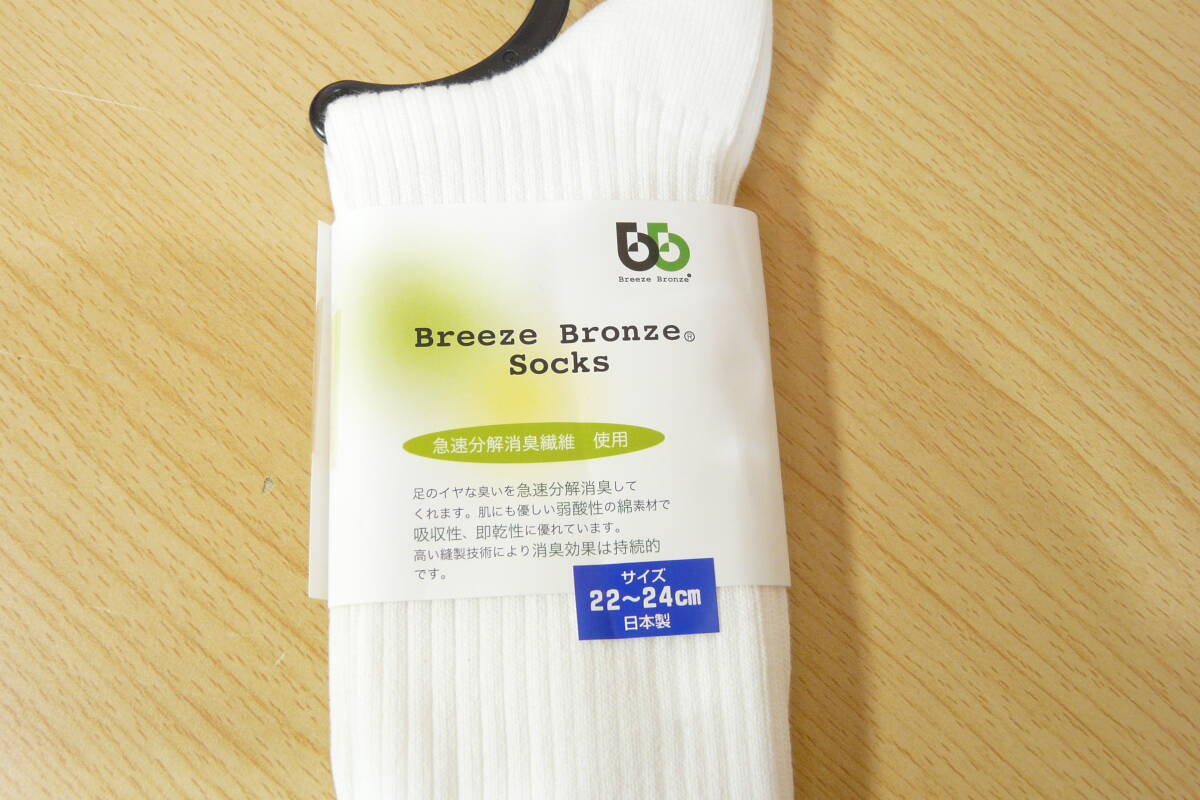 bb
Breeze Bronze®
Breeze Bronze®
Socks
急速分解消臭繊維　使用
足のイヤな臭いを急速分解消臭して
くれます。肌にも優しい弱酸性の綿素材で
吸収性、即乾性に優れています。
高い縫製技術により消臭効果は持続的
です。
サイズ
22～24cm
日本製